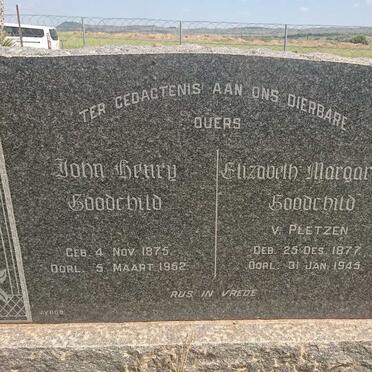 TER GEDAGTENIS AAN ONS DIERBARE
OUERS
John Henry
Goodchild
GEB. 4 NOV. 1875
OORL. 5 MAART 1952
Elizabeth Margar
Goodchild
V. PLETZEN
GEB. 25 DES. 1877
OORL. 31 JAN. 1945
RUS IN VREDE